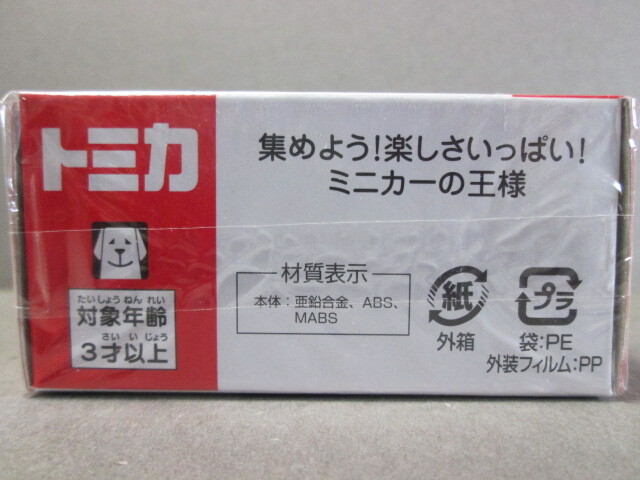 トミカ
集めよう!楽しさいっぱい!
ミニカーの王様
たいしょうねんれい
対象年齢
さいいじょう
3才以上
材質表示
本体:亜鉛合金、ABS、
MABS
紙
外箱
プラ
袋:PE
外装フィルム:PP